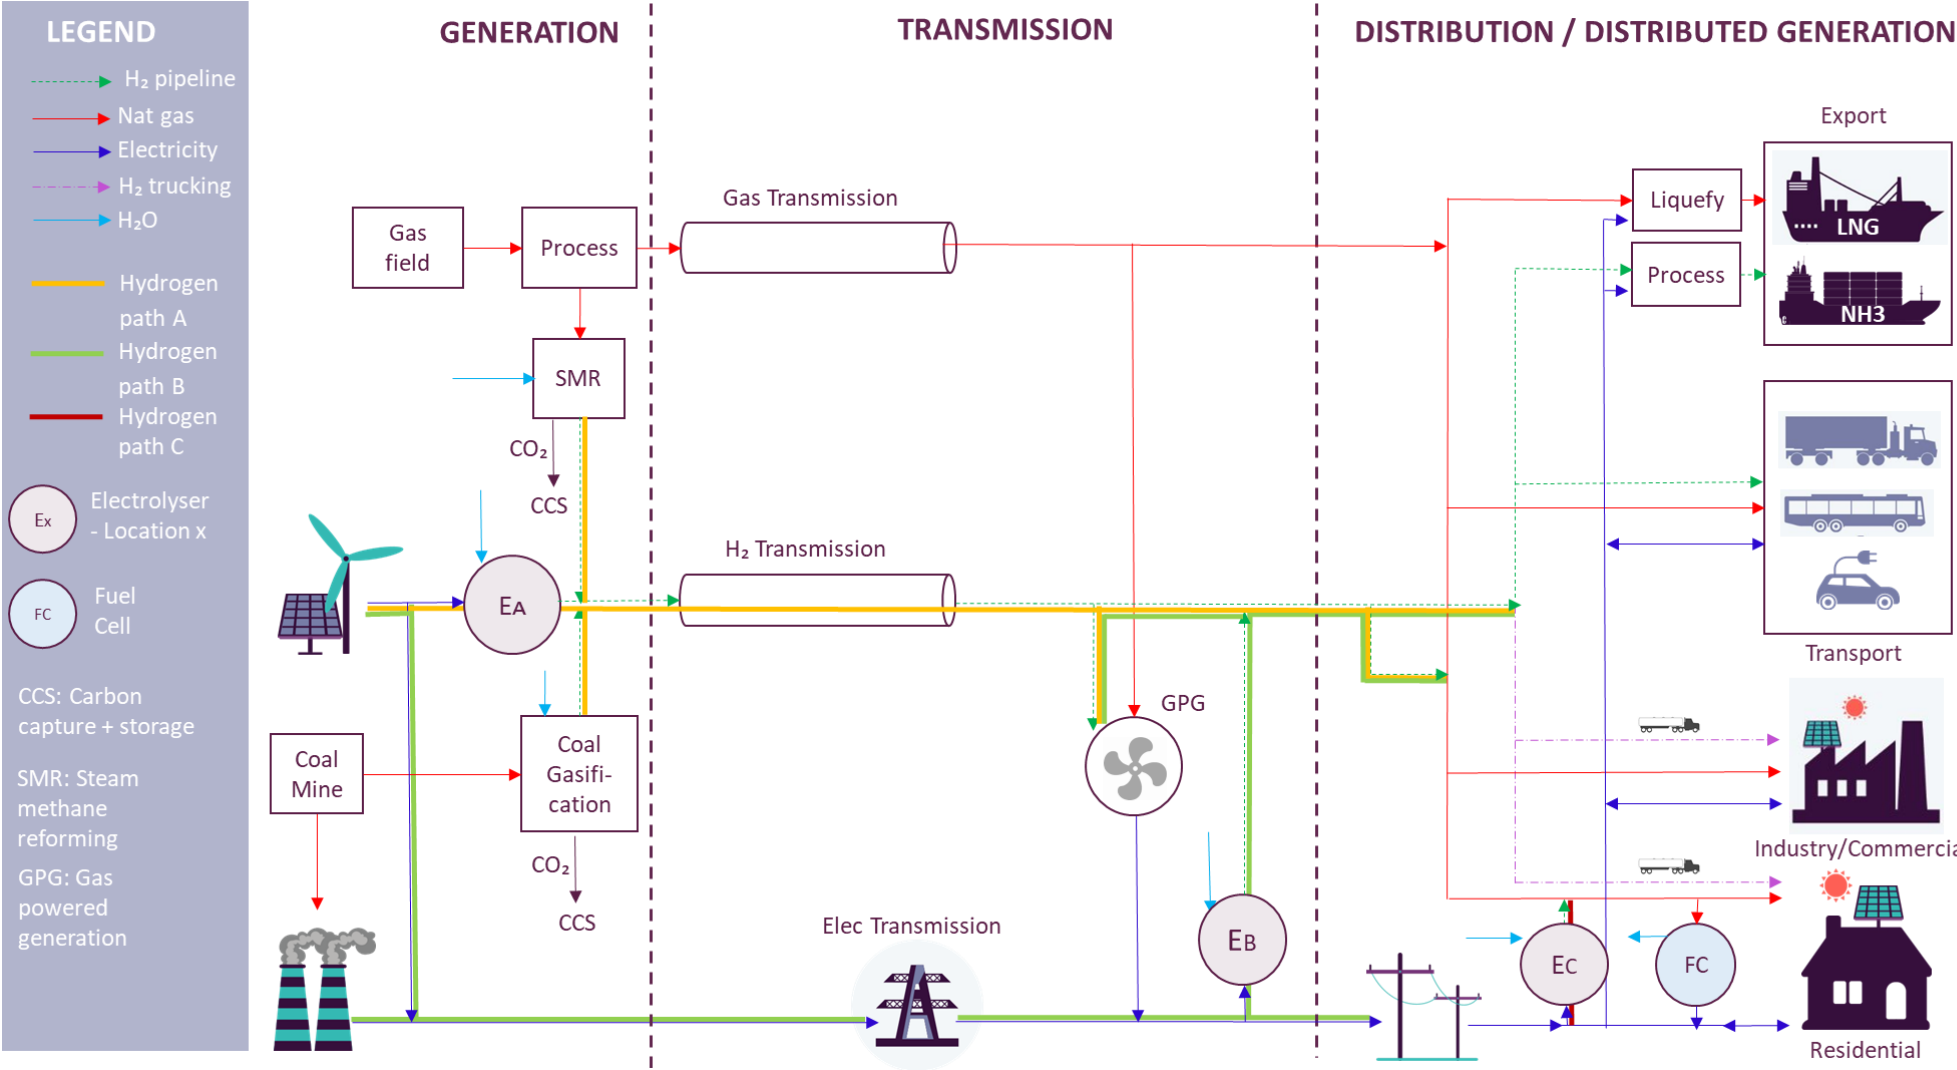 LEGEND
H₂ pipeline
Nat gas
Electricity
H₂ trucking
H₂O
Hydrogen
path A
Hydrogen
path B
Hydrogen
path C
Ex
Electrolyser
- Location x
FC
Fuel
Cell
CCS: Carbon
capture + storage
SMR: Steam
methane
reforming
GPG: Gas
powered
generation
GENERATION
TRANSMISSION
DISTRIBUTION / DISTRIBUTED GENERATION
Gas
field
Process
SMR
CO₂
CCS
EA
Coal
Mine
Coal
Gasifi-
cation
CO₂
CCS
Gas Transmission
H₂ Transmission
GPG
EB
Elec Transmission
Export
Liquefy
LNG
Process
NH3
Transport
Industry/Commercia
EC
FC
Residential